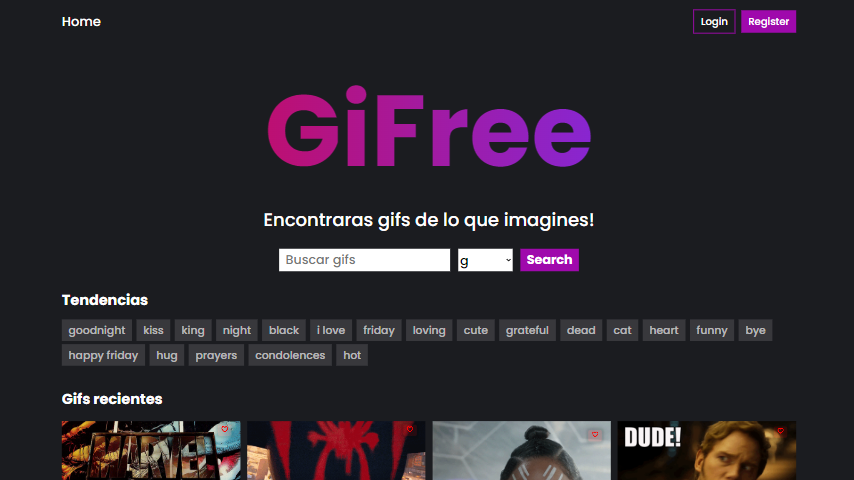 Home
Login
Register
GiFree
Encontraras gifs de lo que imagines!
Buscar gifs
g
Search
Tendencias
goodnight kiss king night black i love friday loving cute grateful dead cat heart funny bye
happy friday hug prayers condolences hot
Gifs recientes
MARVEL
DUDE!